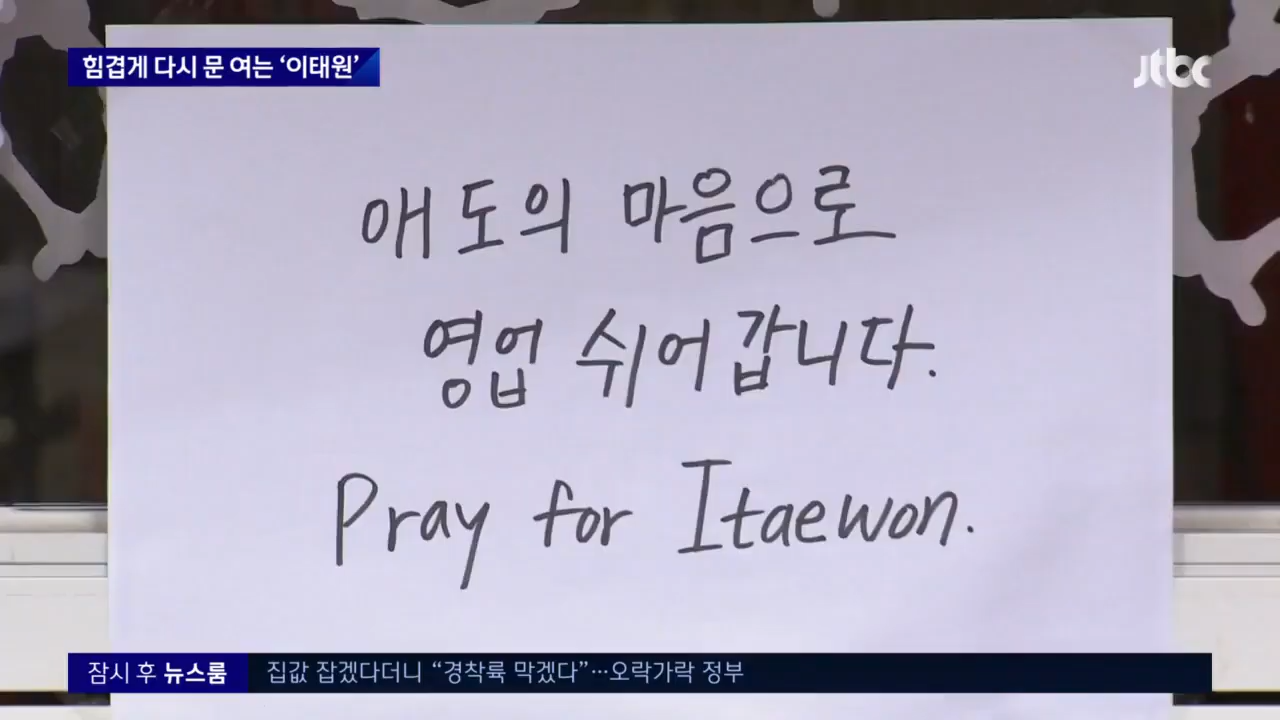 힘겹게 다시 문 여는 ‘이태원’
jtbc
애도의 마음으로
영업 쉬어갑니다.
Pray for Itaewon.
잠시 후 뉴스룸 집값 잡겠다더니 “경착륙 막겠다”…오락가락 정부